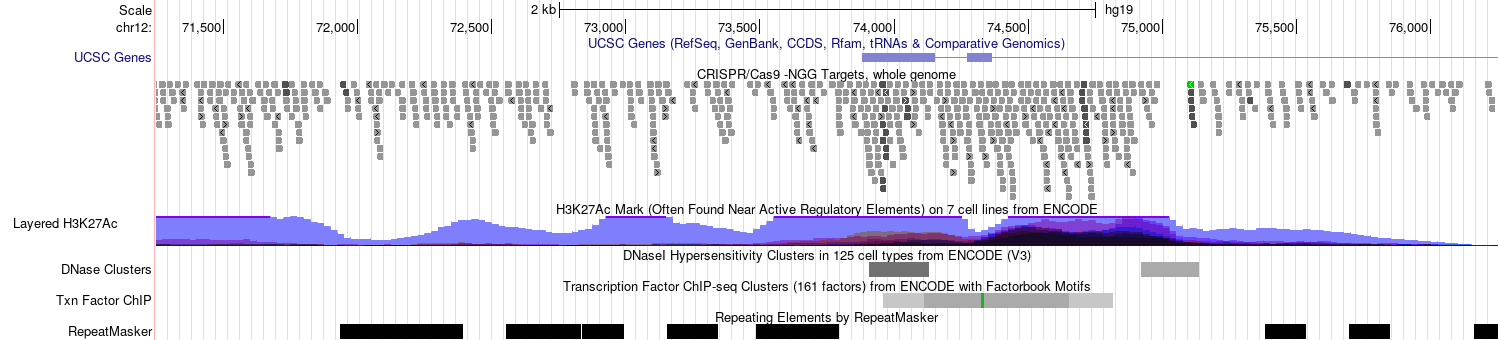 Scale 2 kb hg19
chr12: 71,500 72,000 72,500 73,000 73,500 74,000 74,500 75,000 75,500 76,000
UCSC Genes (RefSeq, GenBank, CCDS, Rfam, tRNAs & Comparative Genomics)
UCSC Genes
CRISPR/Cas9 -NGG Targets, whole genome
H3K27Ac Mark (Often Found Near Active Regulatory Elements) on 7 cell lines from ENCODE
Layered H3K27Ac
DNaseI Hypersensitivity Clusters in 125 cell types from ENCODE (V3)
DNase Clusters
Transcription Factor ChIP-seq Clusters (161 factors) from ENCODE with Factorbook Motifs
Txn Factor ChIP
Repeating Elements by RepeatMasker
RepeatMasker